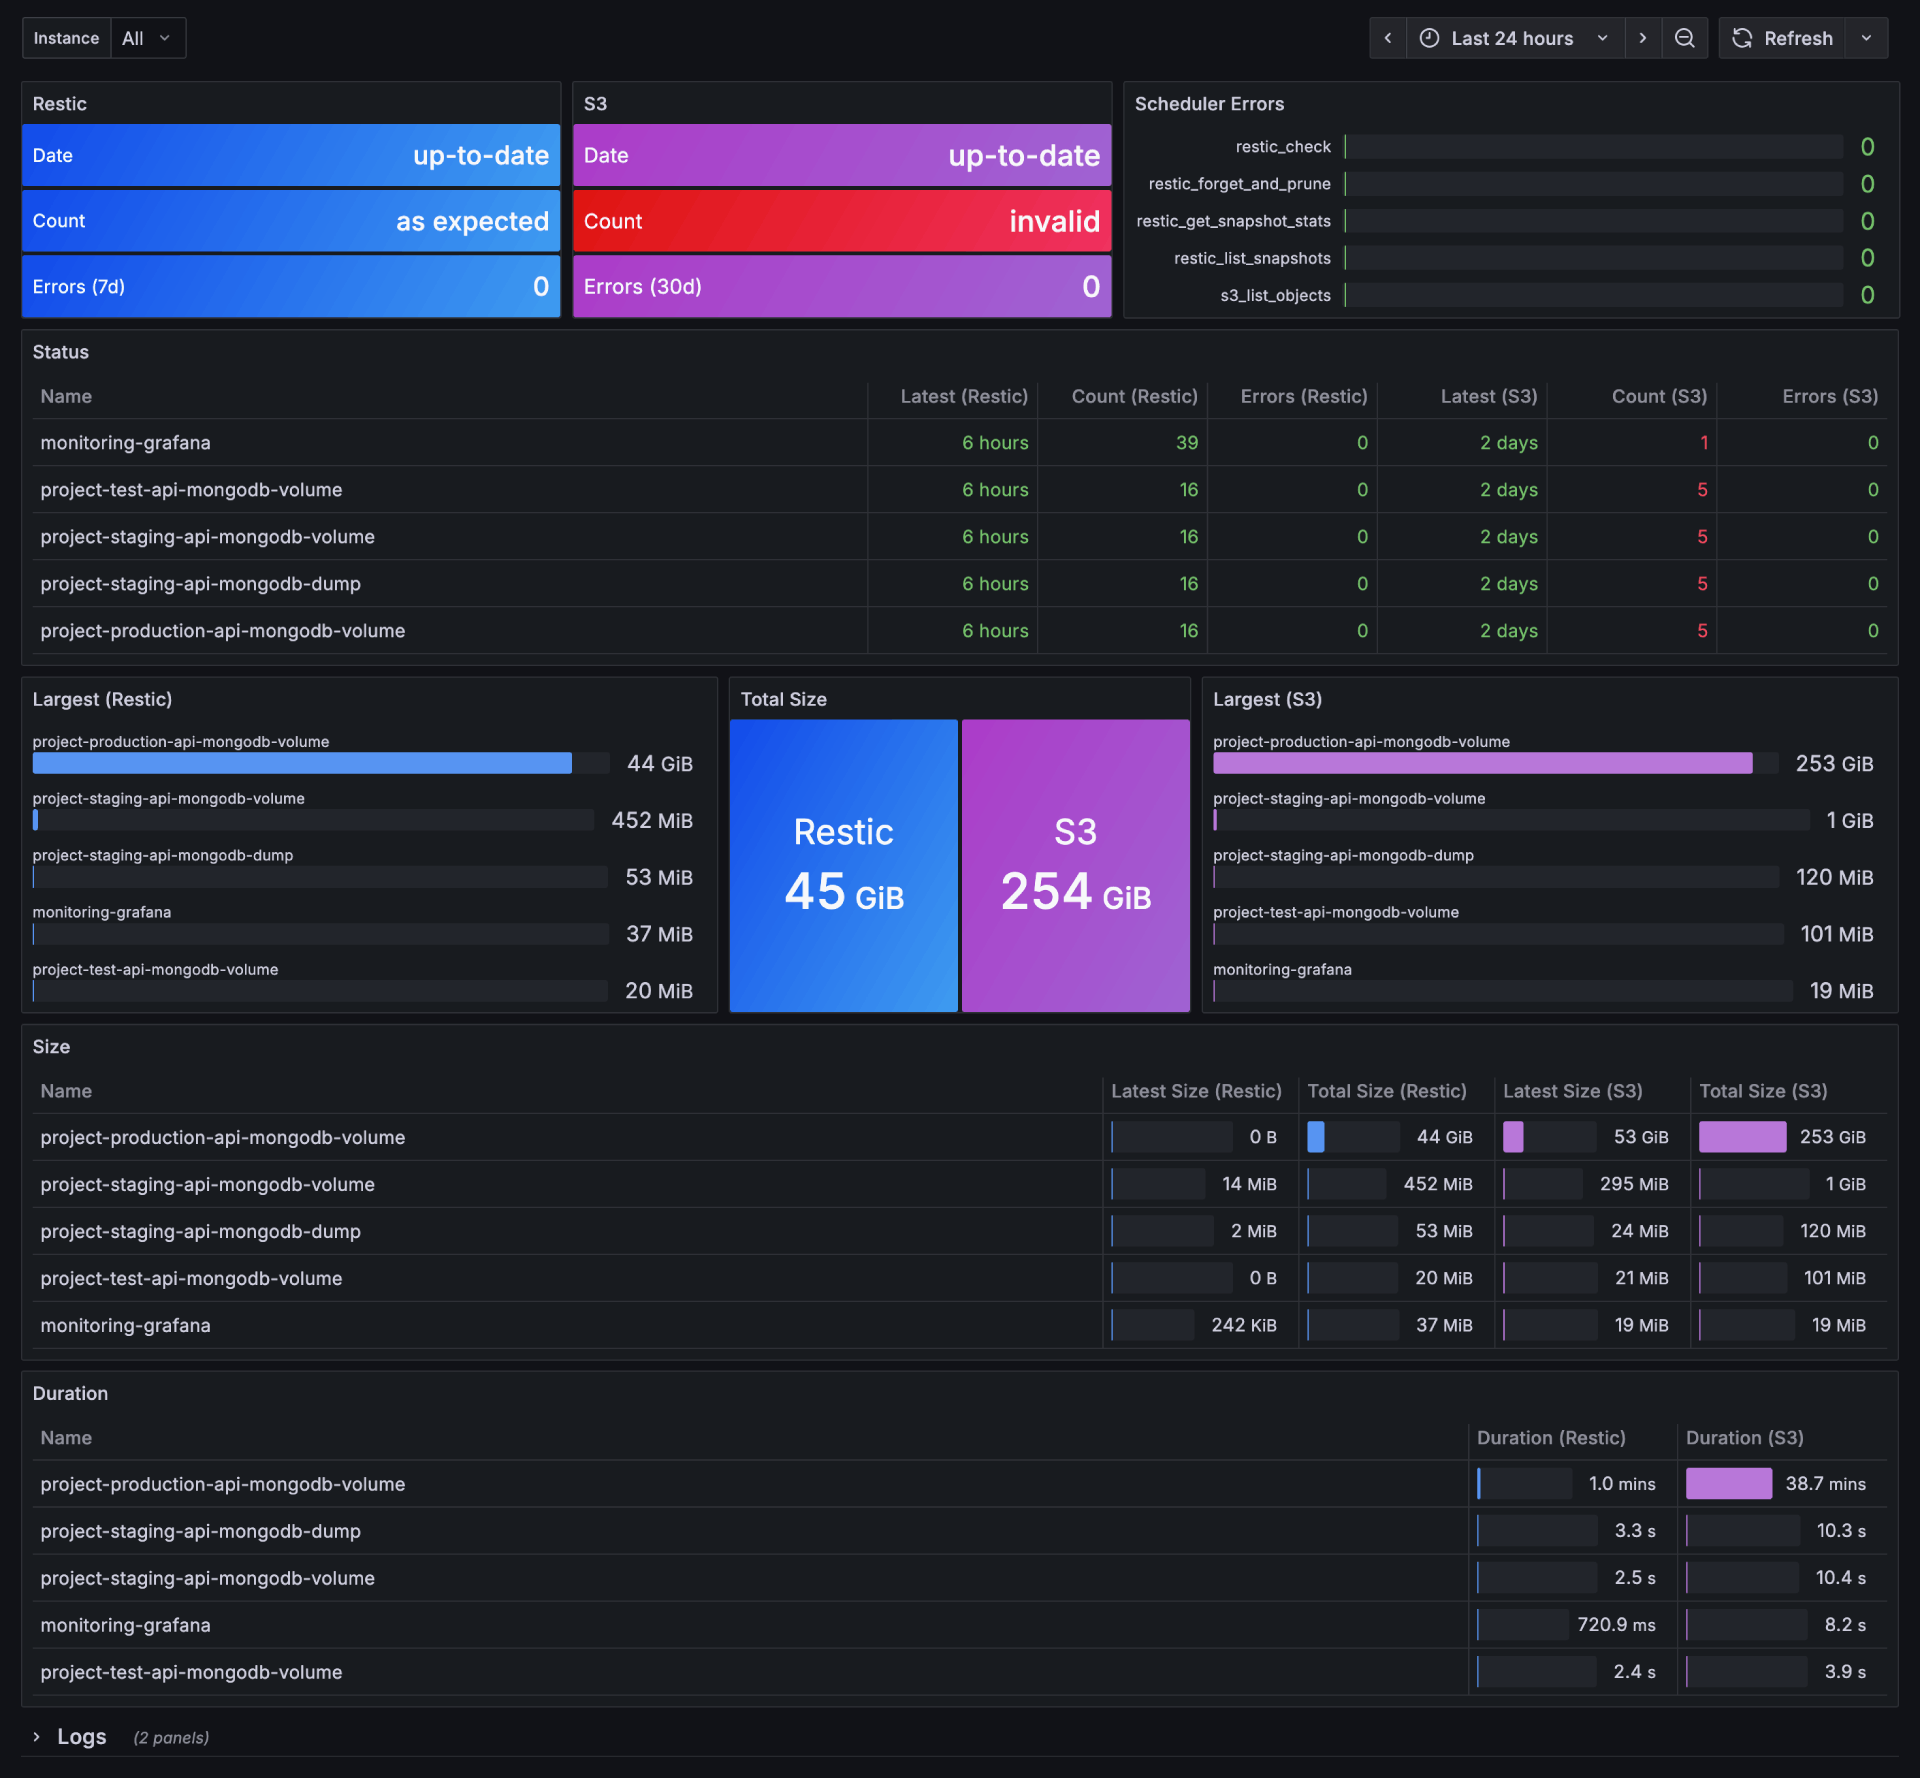 Instance All Last 24 hours Refresh
Restic
Date up-to-date
Count as expected
Errors (7d) 0
S3
Date up-to-date
Count invalid
Errors (30d) 0
Scheduler Errors
restic_check 0
restic_forget_and_prune 0
restic_get_snapshot_stats 0
restic_list_snapshots 0
s3_list_objects 0
Status
Name Latest (Restic) Count (Restic) Errors (Restic) Latest (S3) Count (S3) Errors (S3)
monitoring-grafana 6 hours 39 0 2 days 1 0
project-test-api-mongodb-volume 6 hours 16 0 2 days 5 0
project-staging-api-mongodb-volume 6 hours 16 0 2 days 5 0
project-staging-api-mongodb-dump 6 hours 16 0 2 days 5 0
project-production-api-mongodb-volume 6 hours 16 0 2 days 5 0
Largest (Restic)
project-production-api-mongodb-volume
44 GiB
project-staging-api-mongodb-volume
452 MiB
project-staging-api-mongodb-dump
53 MiB
monitoring-grafana
37 MiB
project-test-api-mongodb-volume
20 MiB
Total Size
Restic
45 GiB
S3
254 GiB
Largest (S3)
project-production-api-mongodb-volume
253 GiB
project-staging-api-mongodb-volume
1 GiB
project-staging-api-mongodb-dump
120 MiB
project-test-api-mongodb-volume
101 MiB
monitoring-grafana
19 MiB
Size
Name Latest Size (Restic) Total Size (Restic) Latest Size (S3) Total Size (S3)
project-production-api-mongodb-volume 0 B 44 GiB 53 GiB 253 GiB
project-staging-api-mongodb-volume 14 MiB 452 MiB 295 MiB 1 GiB
project-staging-api-mongodb-dump 2 MiB 53 MiB 24 MiB 120 MiB
project-test-api-mongodb-volume 0 B 20 MiB 21 MiB 101 MiB
monitoring-grafana 242 KiB 37 MiB 19 MiB 19 MiB
Duration
Name Duration (Restic) Duration (S3)
project-production-api-mongodb-volume 1.0 mins 38.7 mins
project-staging-api-mongodb-dump 3.3 s 10.3 s
project-staging-api-mongodb-volume 2.5 s 10.4 s
monitoring-grafana 720.9 ms 8.2 s
project-test-api-mongodb-volume 2.4 s 3.9 s
Logs (2 panels)